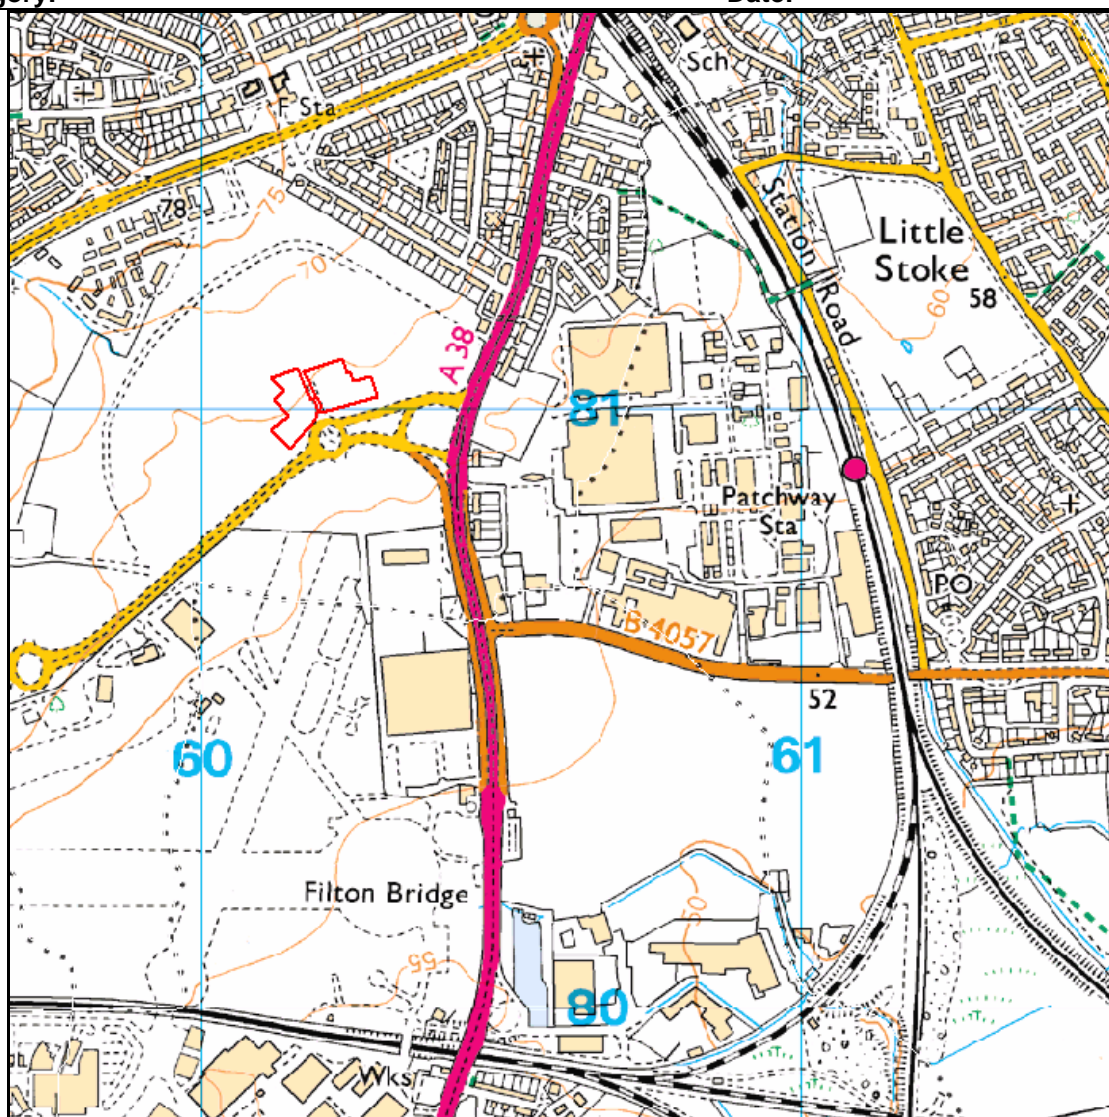 Sch
F Sta
78
75
70
Station Road
Little
Stoke
58
60
A 38
81
Patchway
Sta
PO
B 4057
52
60
61
Filton Bridge
50
55
80
Wks